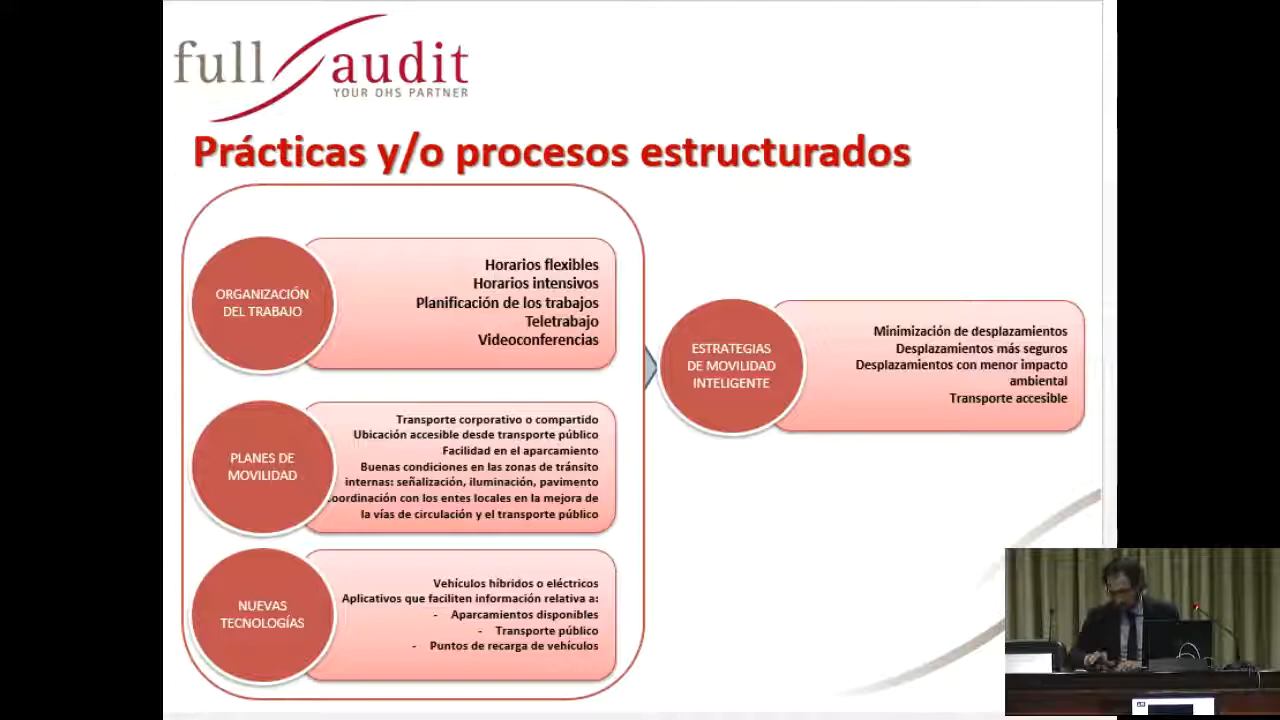 full audit
YOUR OHS PARTNER
Prácticas y/o procesos estructurados
ORGANIZACIÓN
DEL TRABAJO
Horarios flexibles
Horarios intensivos
Planificación de los trabajos
Teletrabajo
Videoconferencias
PLANES DE
MOVILIDAD
Transporte corporativo o compartido
Ubicación accesible desde transporte público
Facilidad en el aparcamiento
Buenas condiciones en las zonas de tránsito
internas: señalización, iluminación, pavimento
oordinación con los entes locales en la mejora de
la vías de circulación y el transporte público
NUEVAS
TECNOLOGÍAS
Vehículos híbridos o eléctricos
Aplicativos que faciliten información relativa a:
- Aparcamientos disponibles
- Transporte público
- Puntos de recarga de vehículos
ESTRATEGIAS
DE MOVILIDAD
INTELIGENTE
Minimización de desplazamientos
Desplazamientos más seguros
Desplazamientos con menor impacto
ambiental
Transporte accesible